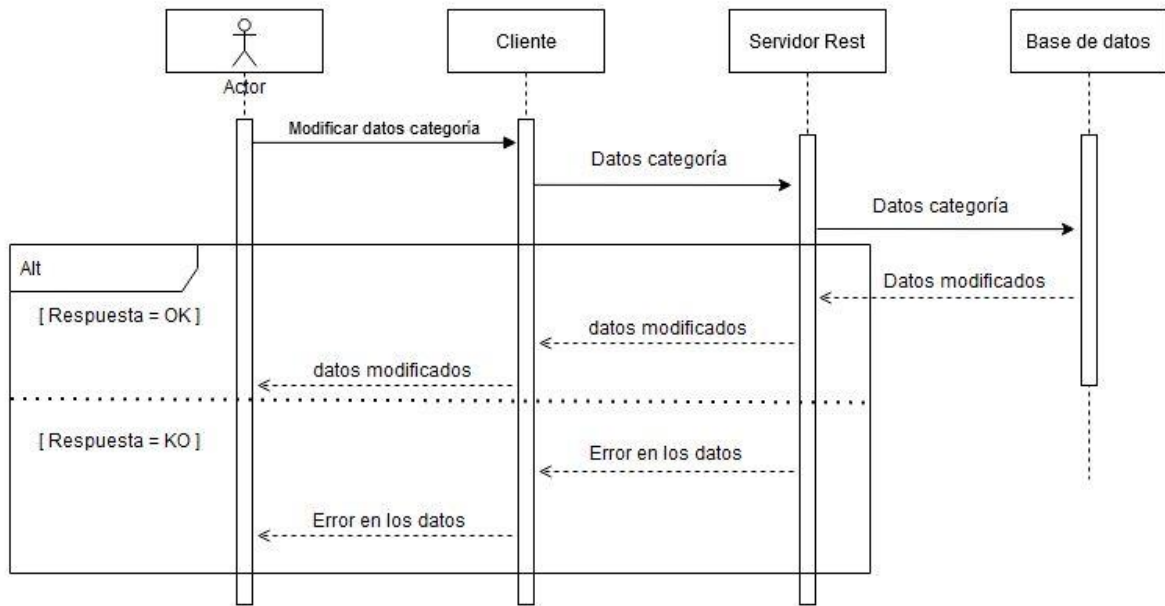 Actor
Cliente
Servidor Rest
Base de datos
Modificar datos categoría
Datos categoría
Datos categoría
Alt
Datos modificados
[ Respuesta = OK ]
datos modificados
datos modificados
[ Respuesta = KO ]
Error en los datos
Error en los datos